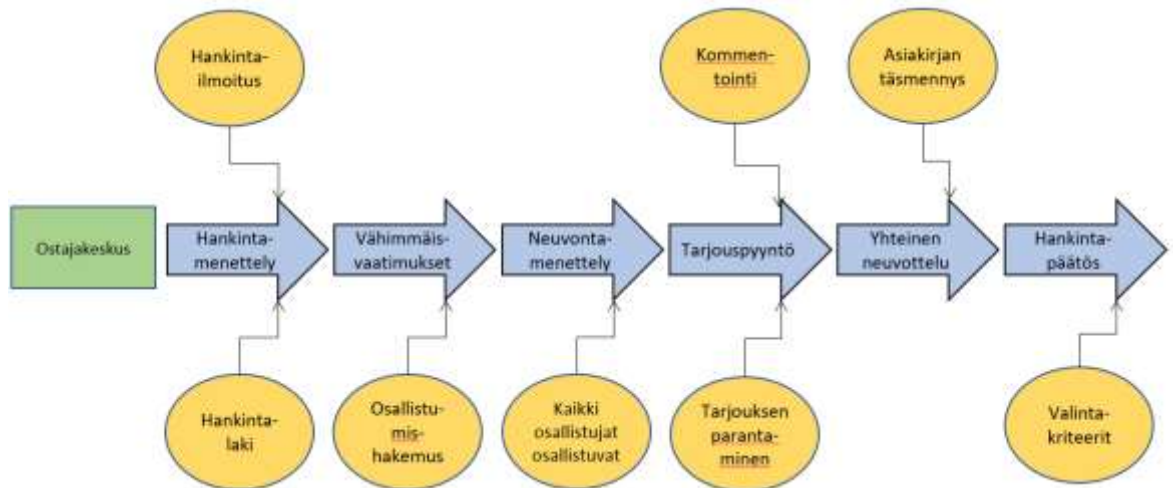 Hankinta-
ilmoitus
Kommen-
tointi
Asiakirjan
täsmennys
Ostajakeskus
Hankinta-
menettely
Vähimmäis-
vaatimukset
Neuvonta-
menettely
Tarjouspyyntö
Yhteinen
neuvottelu
Hankinta-
päätös
Hankinta-
laki
Osallistu-
mis-
hakemus
Kaikki
osallistujat
osallistuvat
Tarjouksen
paranta-
minen
Valinta-
kriteerit